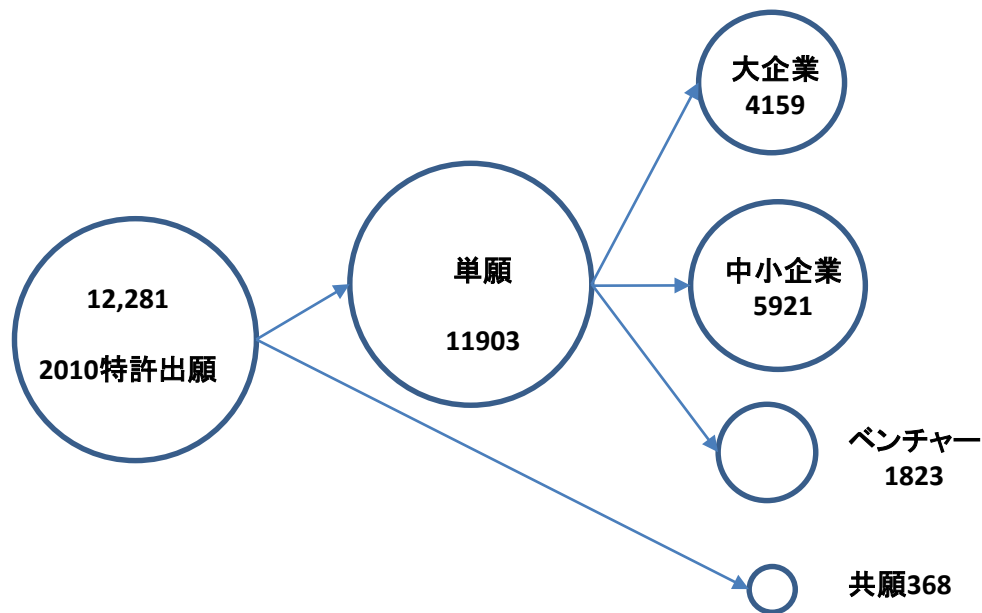 12,281
2010特許出願
単願
11903
大企業
4159
中小企業
5921
ベンチャー
1823
共願368